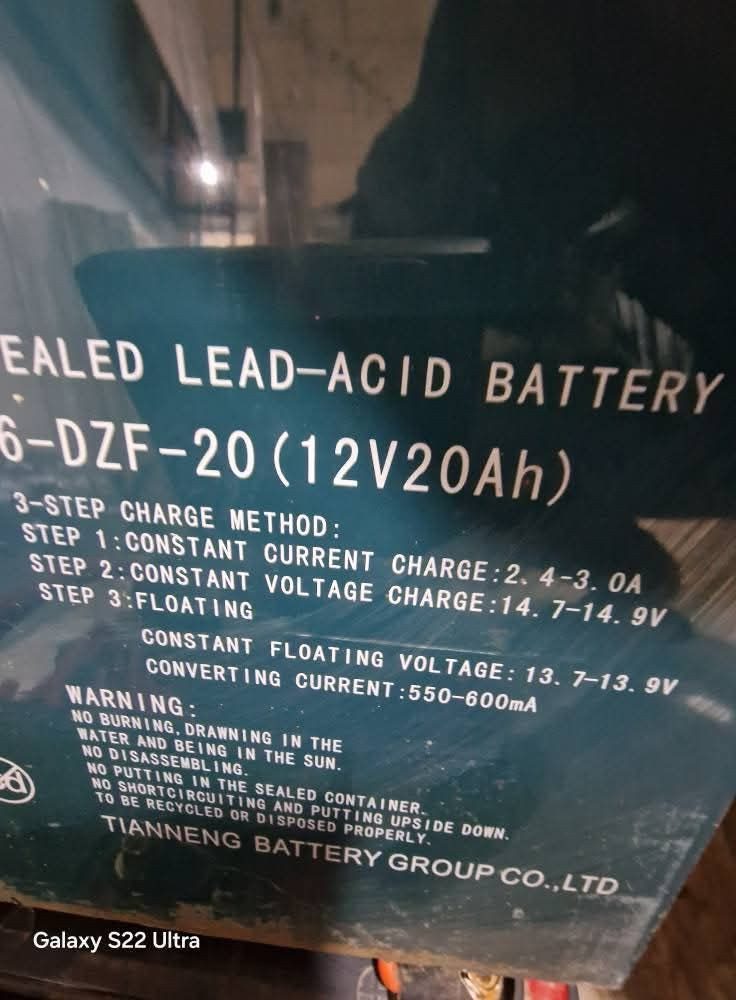 EALED LEAD-ACID BATTERY
6-DZF-20(12V20Ah)
3-STEP CHARGE METHOD:
STEP 1:CONSTANT CURRENT CHARGE:2.4-3.0A
STEP 2:CONSTANT VOLTAGE CHARGE:14.7-14.9V
STEP 3:FLOATING
CONSTANT FLOATING VOLTAGE:13.7-13.9V
CONVERTING CURRENT:550-600mA
WARNING:
NO BURNING,DRAWNING IN THE
WATER AND BEING IN THE SUN.
NO DISASSEMBLING.
NO PUTTING IN THE SEALED CONTAINER.
NO SHORTCIRCUITING AND PUTTING UPSIDE DOWN.
TO BE RECYCLED OR DISPOSED PROPERLY.
TIANNENG BATTERY GROUP CO.,LTD
Galaxy S22 Ultra